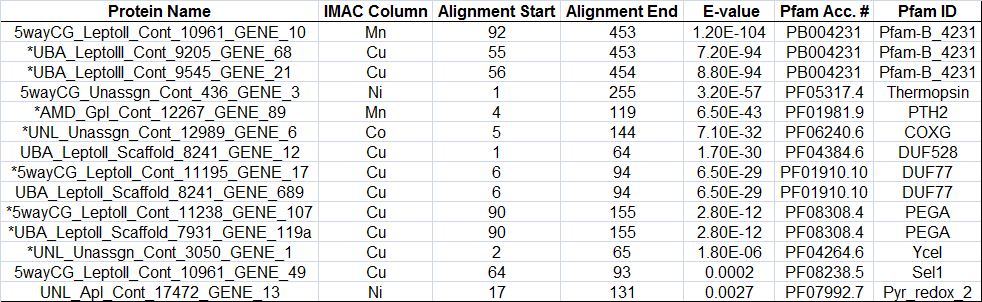 Protein Name IMAC Column Alignment Start Alignment End E-value Pfam Acc. # Pfam ID
5wayCG_LeptoII_Cont_10961_GENE_10 Mn 92 453 1.20E-104 PB004231 Pfam-B_4231
*UBA_LeptoIII_Cont_9205_GENE_68 Cu 55 453 7.20E-94 PB004231 Pfam-B_4231
*UBA_LeptoIII_Cont_9545_GENE_21 Cu 56 454 8.80E-94 PB004231 Pfam-B_4231
5wayCG_Unassgn_Cont_436_GENE_3 Ni 1 255 3.20E-57 PF05317.4 Thermopsin
*AMD_Gpl_Cont_12267_GENE_89 Mn 4 119 6.50E-43 PF01981.9 PTH2
*UNL_Unassgn_Cont_12989_GENE_6 Co 5 144 7.10E-32 PF06240.6 COXG
UBA_LeptoII_Scaffold_8241_GENE_12 Cu 1 64 1.70E-30 PF04384.6 DUF528
*5wayCG_LeptoII_Cont_11195_GENE_17 Cu 6 94 6.50E-29 PF01910.10 DUF77
UBA_LeptoII_Scaffold_8241_GENE_689 Cu 6 94 6.50E-29 PF01910.10 DUF77
*5wayCG_LeptoII_Cont_11238_GENE_107 Cu 90 155 2.80E-12 PF08308.4 PEGA
*UBA_LeptoII_Scaffold_7931_GENE_119a Cu 90 155 2.80E-12 PF08308.4 PEGA
*UNL_Unassgn_Cont_3050_GENE_1 Cu 2 65 1.80E-06 PF04264.6 YceI
5wayCG_LeptoII_Cont_10961_GENE_49 Cu 64 93 0.0002 PF08238.5 Sel1
UNL_Apl_Cont_17472_GENE_13 Ni 17 131 0.0027 PF07992.7 Pyr_redox_2